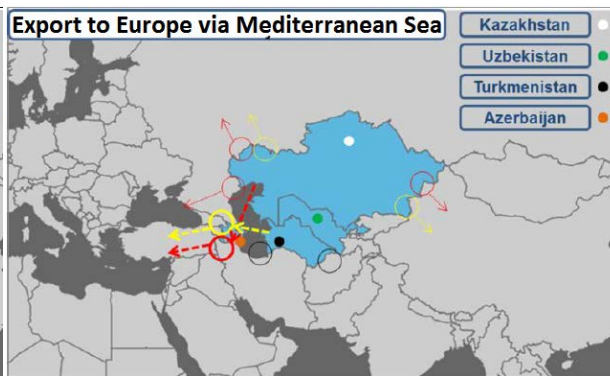 Export to Europe via Mediterranean Sea
Kazakhstan
Uzbekistan
Turkmenistan
Azerbaijan